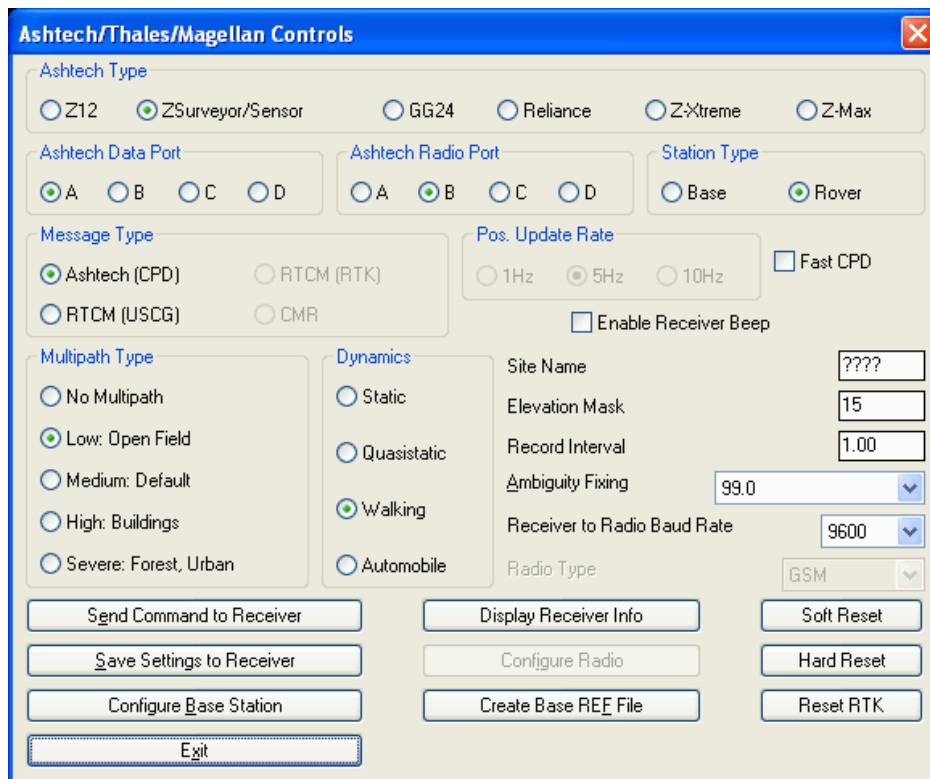 Ashtech/Thales/Magellan Controls
Ashtech Type
Z12 ZSurveyor/Sensor GG24 Reliance Z-Xtreme Z-Max
Ashtech Data Port
A B C D
Ashtech Radio Port
A B C D
Station Type
Base Rover
Message Type
Ashtech (CPD) RTCM (RTK)
RTCM (USCG) CMR
Pos. Update Rate
1Hz 5Hz 10Hz
Fast CPD
Enable Receiver Beep
Multipath Type
No Multipath
Low: Open Field
Medium: Default
High: Buildings
Severe: Forest, Urban
Dynamics
Static
Quasistatic
Walking
Automobile
Site Name ????
Elevation Mask 15
Record Interval 1.00
Ambiguity Fixing 99.0
Receiver to Radio Baud Rate 9600
Radio Type GSM
Send Command to Receiver Display Receiver Info Soft Reset
Save Settings to Receiver Configure Radio Hard Reset
Configure Base Station Create Base REF File Reset RTK
Exit